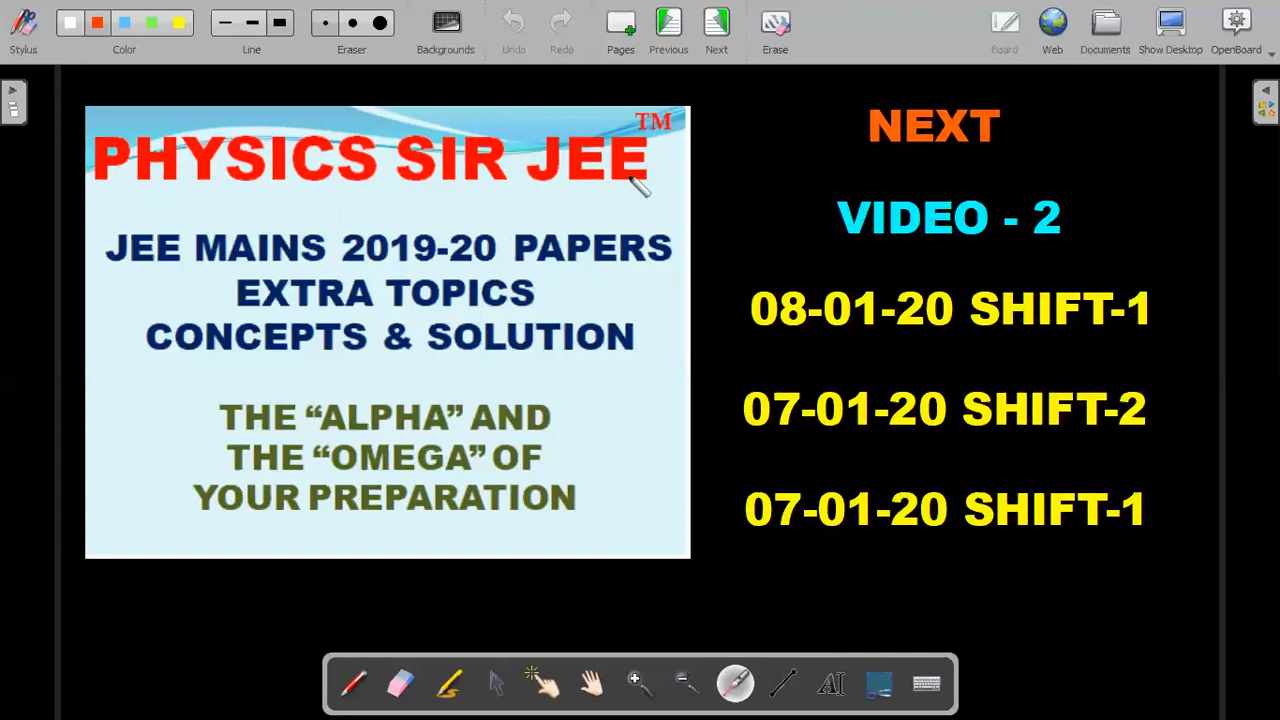 Stylus
Color
Line
Eraser
Backgrounds
Undo
Redo
Pages
Previous
Next
Erase
Board
Web
Documents
Show Desktop
OpenBoard
PHYSICS SIR JEE TM
JEE MAINS 2019-20 PAPERS
EXTRA TOPICS
CONCEPTS & SOLUTION
THE “ALPHA” AND
THE “OMEGA” OF
YOUR PREPARATION
NEXT
VIDEO - 2
08-01-20 SHIFT-1
07-01-20 SHIFT-2
07-01-20 SHIFT-1
AI